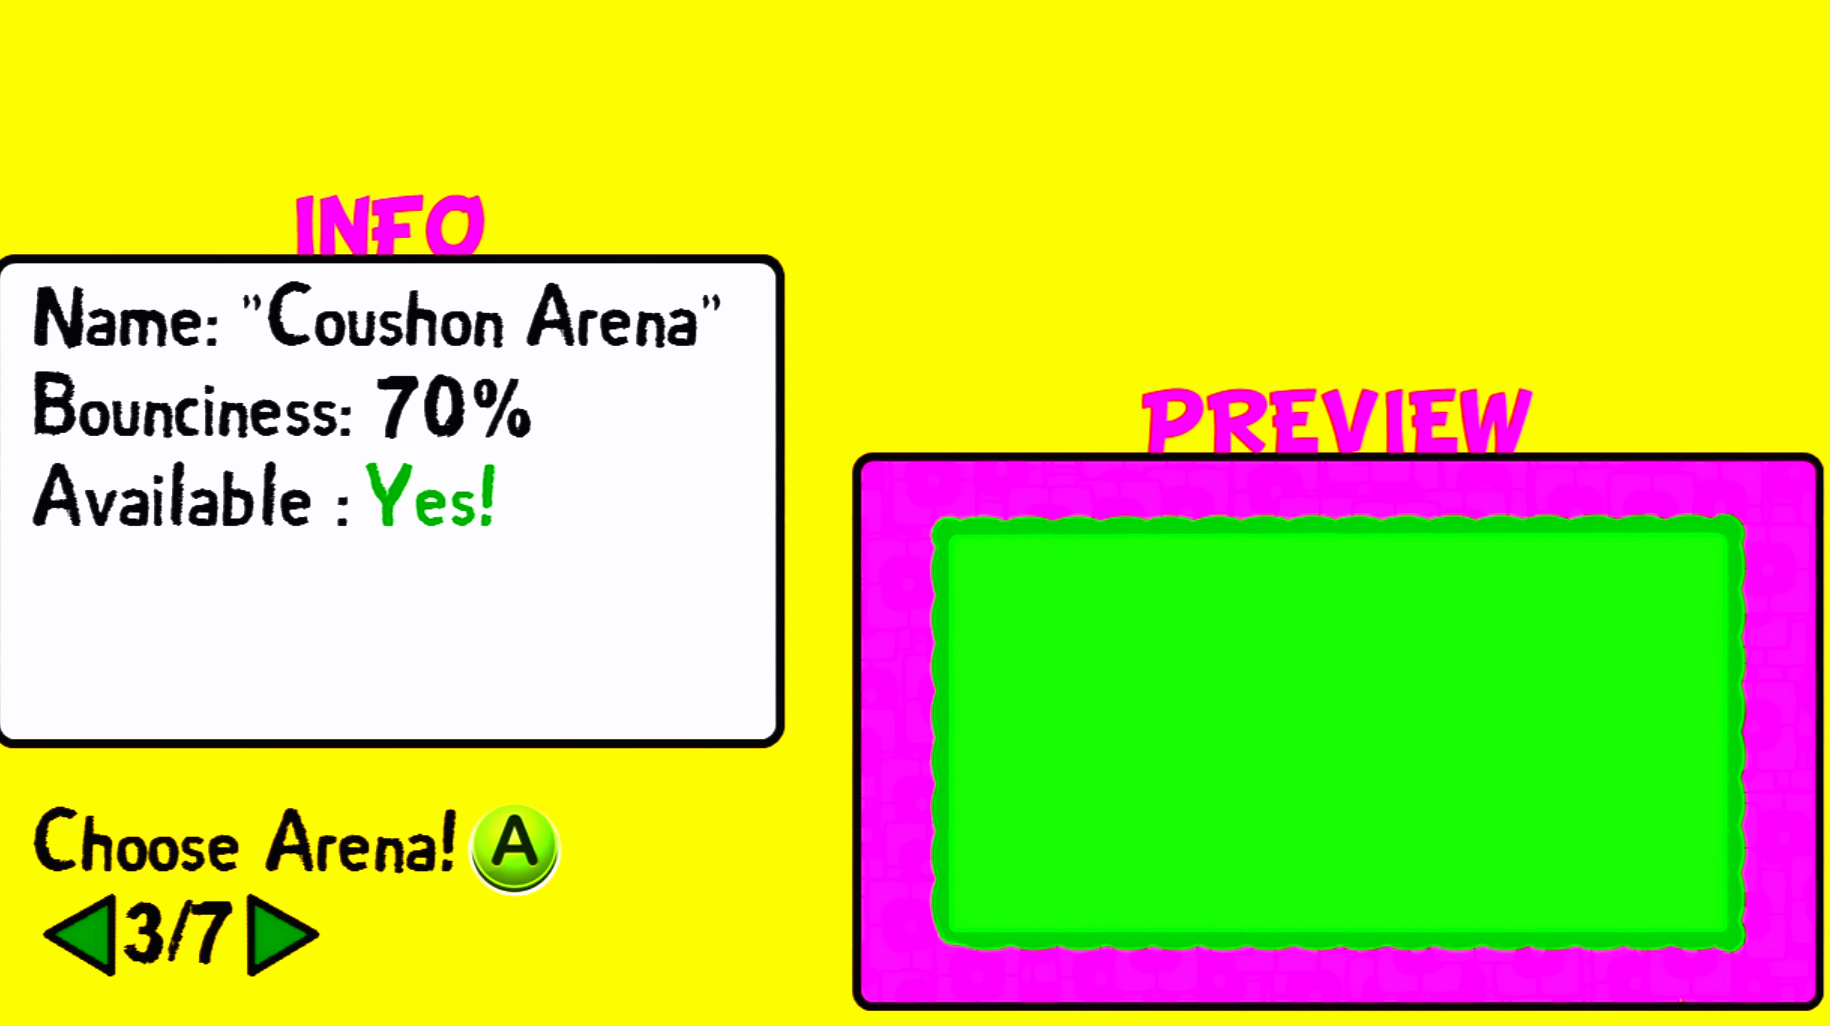 INFO
Name: "Coushon Arena"
Bounciness: 70%
Available : Yes!
PREVIEW
Choose Arena! A
3/7